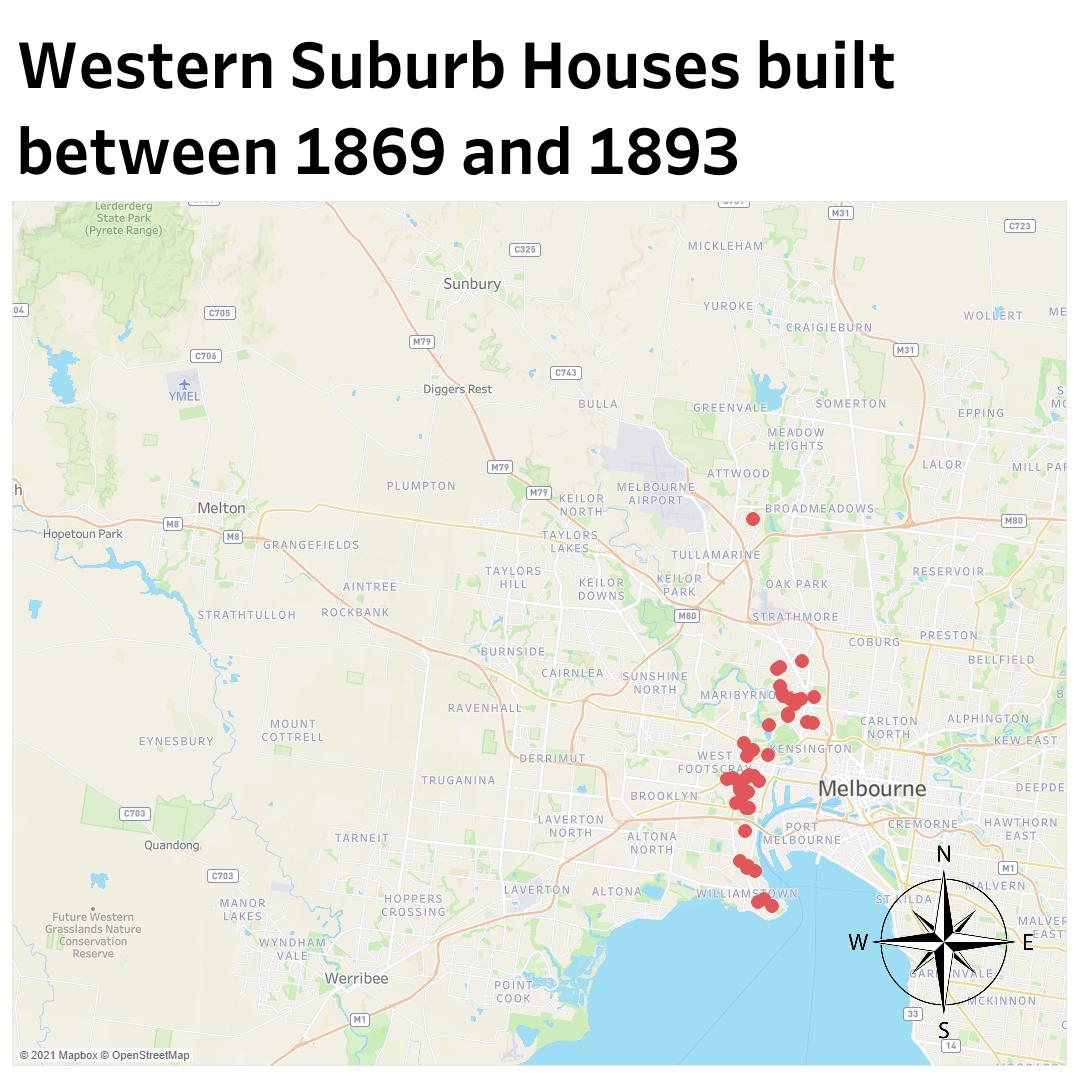 Western Suburb Houses built
between 1869 and 1893
Lerderderg
State Park
(Pyrete Range)
M31
C723
MICKLEHAM
C325
Sunbury
YUROKE
04
C705
WOLLERT
ME
CRAIGIEBURN
M79
M31
C706
C743
YMEL
Diggers Rest
BULLA
GREENVALE
SOMERTON
S
MO
EPPING
MEADOW
HEIGHTS
M79
LALOR
MILL PAR
ATTWOOD
PLUMPTON
MELBOURNE
AIRPORT
h
M79
KEILOR
NORTH
Melton
BROADMEADOWS
M8
M80
Hopetoun Park
M8
GRANGEFIELDS
TAYLORS
LAKES
TULLAMARINE
TAYLORS
HILL
RESERVOIR
AINTREE
KEILOR
DOWNS
KEILOR
PARK
OAK PARK
STRATHTULLOH
ROCKBANK
M80
STRATHMORE
COBURG
PRESTON
BURNSIDE
BELLFIELD
CAIRNLEA
SUNSHINE
NORTH
MARIBYRNO
B
RAVENHALL
MOUNT
COTTRELL
CARLTON
NORTH
ALPHINGTON
EYNESBURY
KEW EAST
KENSINGTON
WEST
FOOTSCRAY
DERRIMUT
TRUGANINA
Melbourne
DEEPDE
BROOKLYN
C703
CREMORNE
HAWTHORN
EAST
LAVERTON
NORTH
PORT
MELBOURNE
TARNEIT
ALTONA
NORTH
Quandong
N
M1
C703
MALVERN
LAVERTON
ALTONA
WILLIAMSTOWN
ST KILDA
HOPPERS
CROSSING
MANOR
LAKES
Future Western
Grasslands Nature
Conservation
Reserve
MALVER
EAST
W
E
WYNDHAM
VALE
Werribee
GARDENVALE
POINT
COOK
MCKINNON
M1
33
C
S
14
© 2021 Mapbox © OpenStreetMap